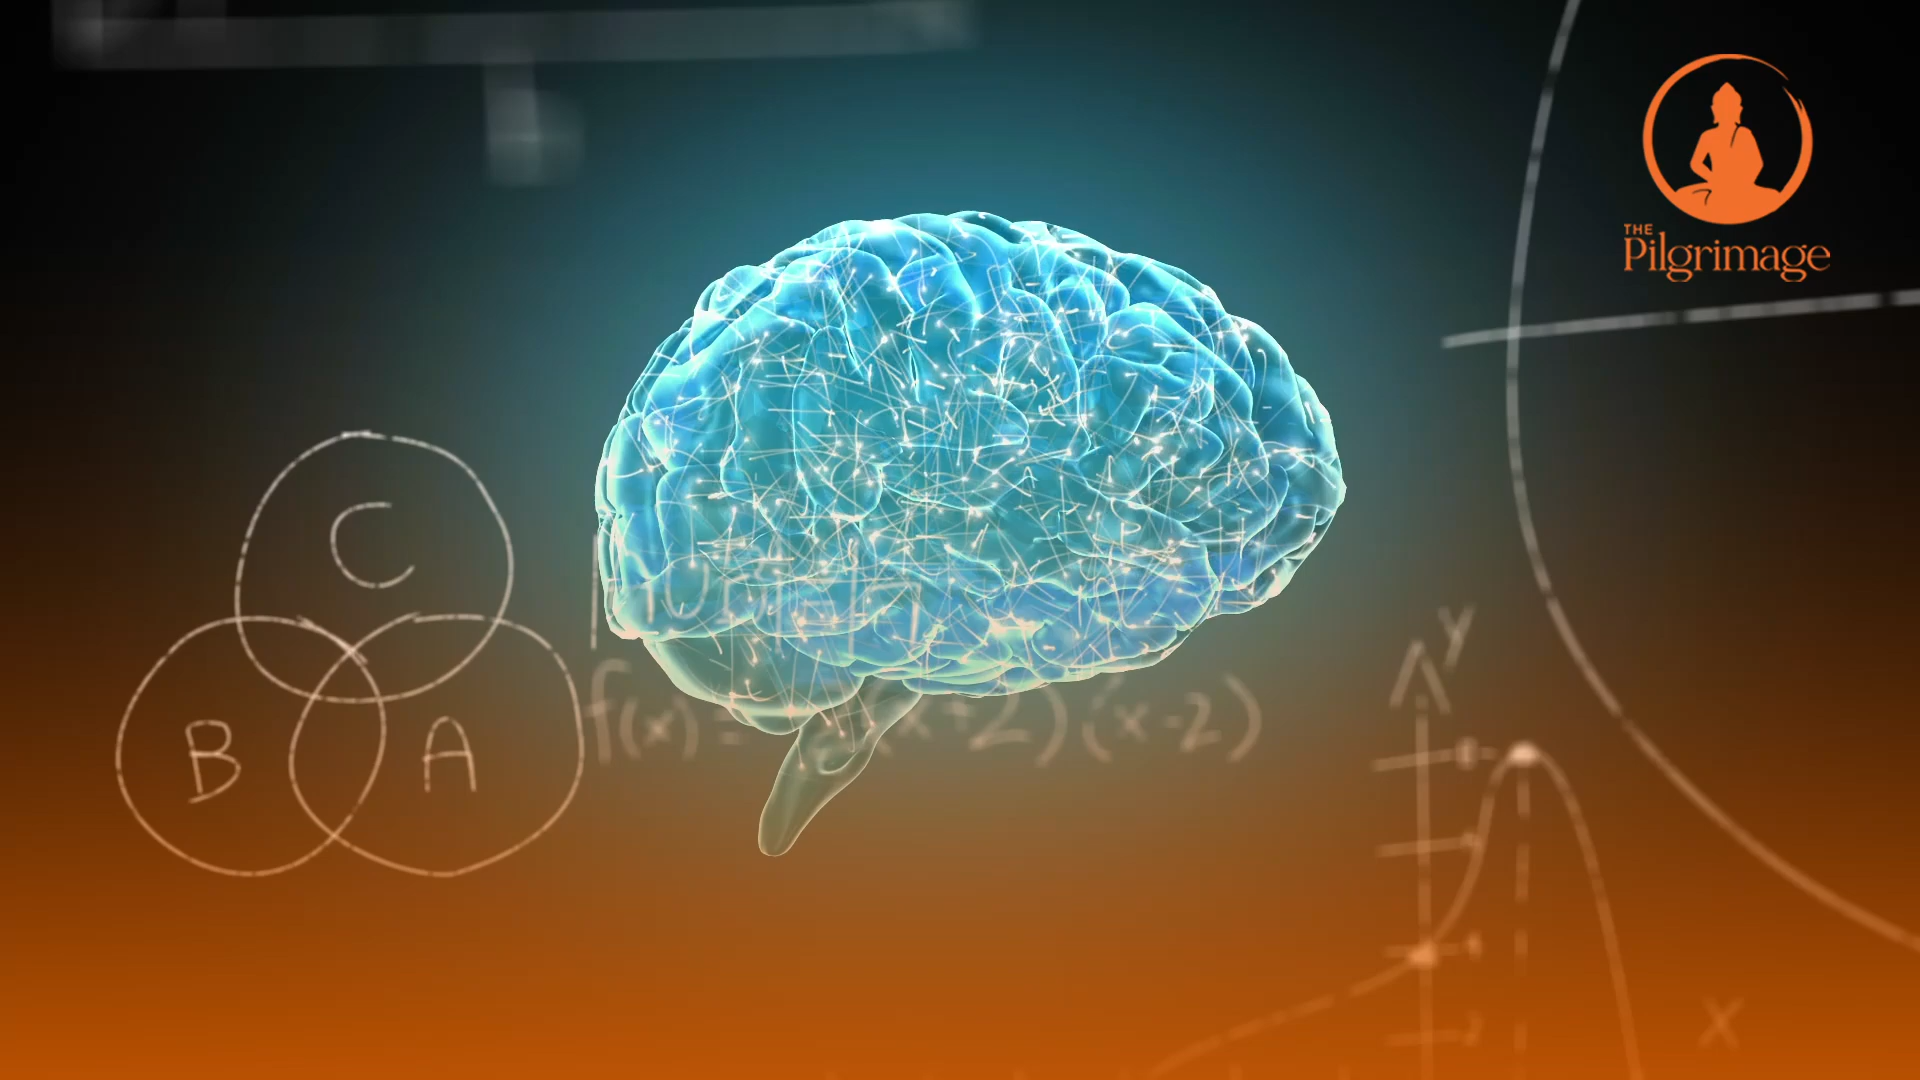 THE
Pilgrimage
C
B
A
f(x) = (x+2)(x-2)
y
x